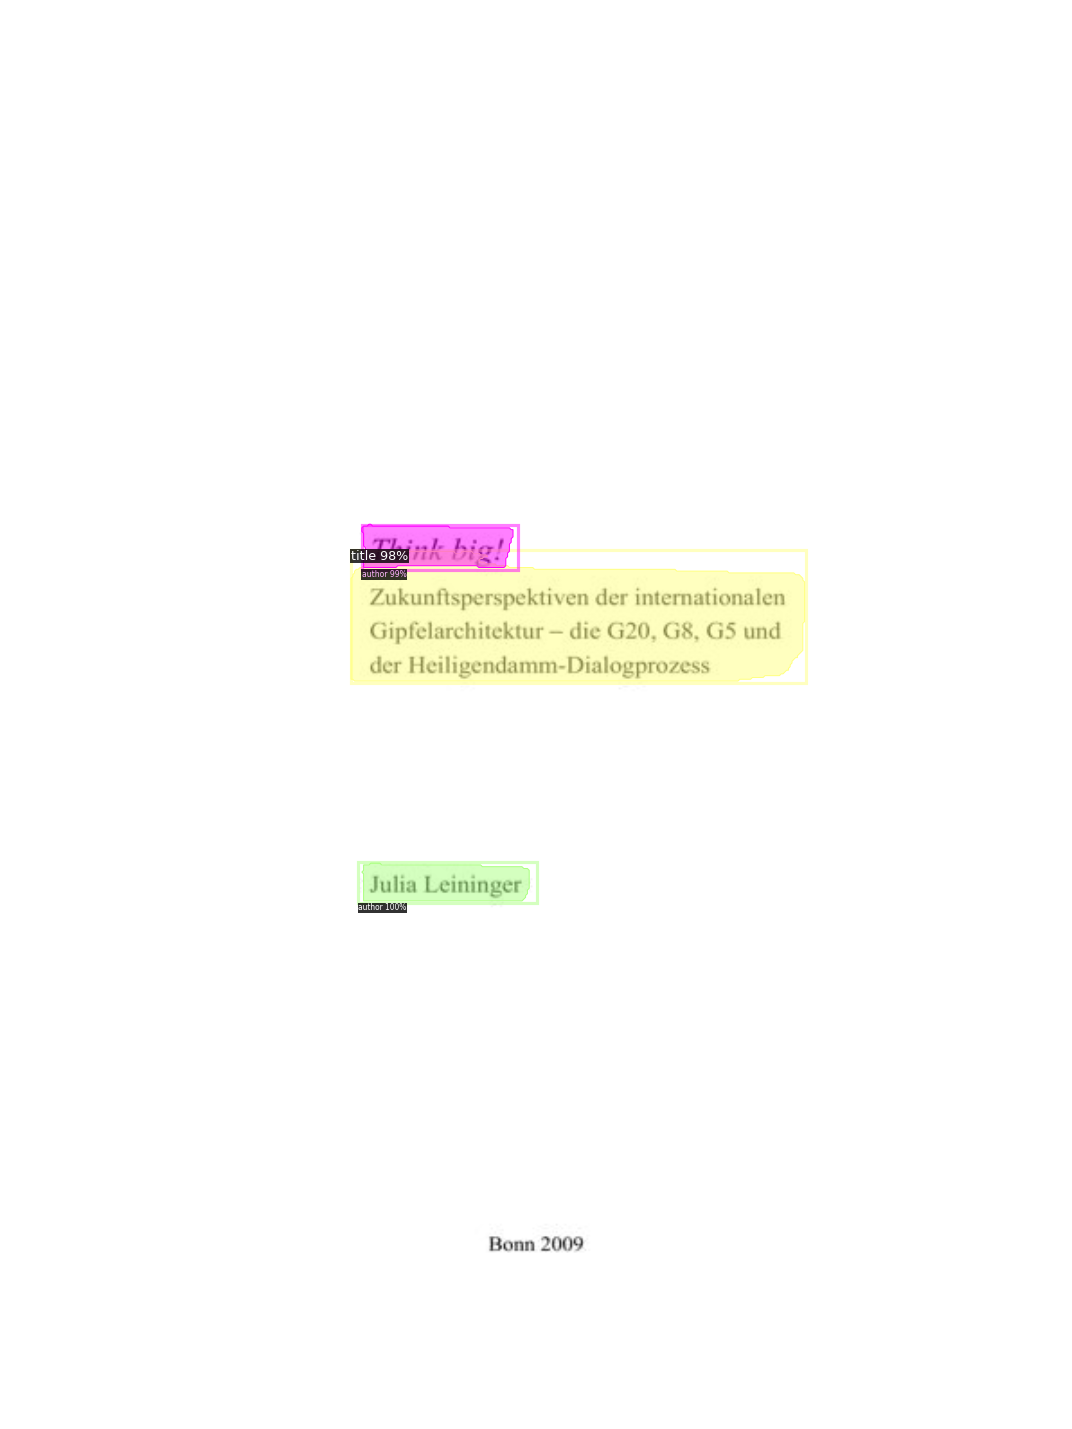 Think big!
title 98%
author 99%
Zukunftsperspektiven der internationalen
Gipfelarchitektur – die G20, G8, G5 und
der Heiligendamm-Dialogprozess
Julia Leininger
author 100%
Bonn 2009